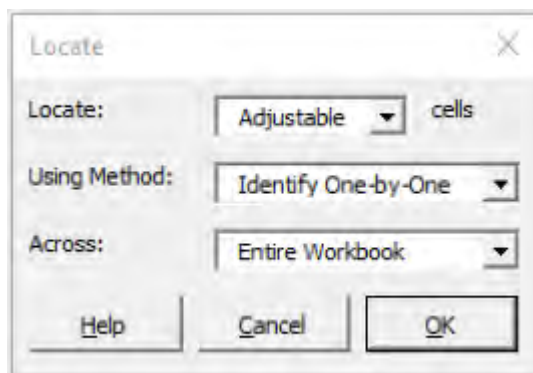 Locate
Locate: Adjustable cells
Using Method: Identify One-by-One
Across: Entire Workbook
Help Cancel OK